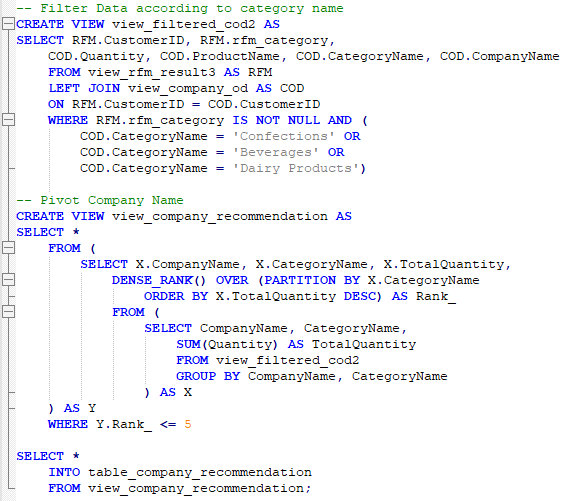 -- Filter Data according to category name
CREATE VIEW view_filtered_cod2 AS
SELECT RFM.CustomerID, RFM.rfm_category,
COD.Quantity, COD.ProductName, COD.CategoryName, COD.CompanyName
FROM view_rfm_result3 AS RFM
LEFT JOIN view_company_od AS COD
ON RFM.CustomerID = COD.CustomerID
WHERE RFM.rfm_category IS NOT NULL AND (
COD.CategoryName = 'Confections' OR
COD.CategoryName = 'Beverages' OR
COD.CategoryName = 'Dairy Products')
-- Pivot Company Name
CREATE VIEW view_company_recommendation AS
SELECT *
FROM (
SELECT X.CompanyName, X.CategoryName, X.TotalQuantity,
DENSE_RANK() OVER (PARTITION BY X.CategoryName
ORDER BY X.TotalQuantity DESC) AS Rank_
FROM (
SELECT CompanyName, CategoryName,
SUM(Quantity) AS TotalQuantity
FROM view_filtered_cod2
GROUP BY CompanyName, CategoryName
) AS X
) AS Y
WHERE Y.Rank_ <= 5
SELECT *
INTO table_company_recommendation
FROM view_company_recommendation;